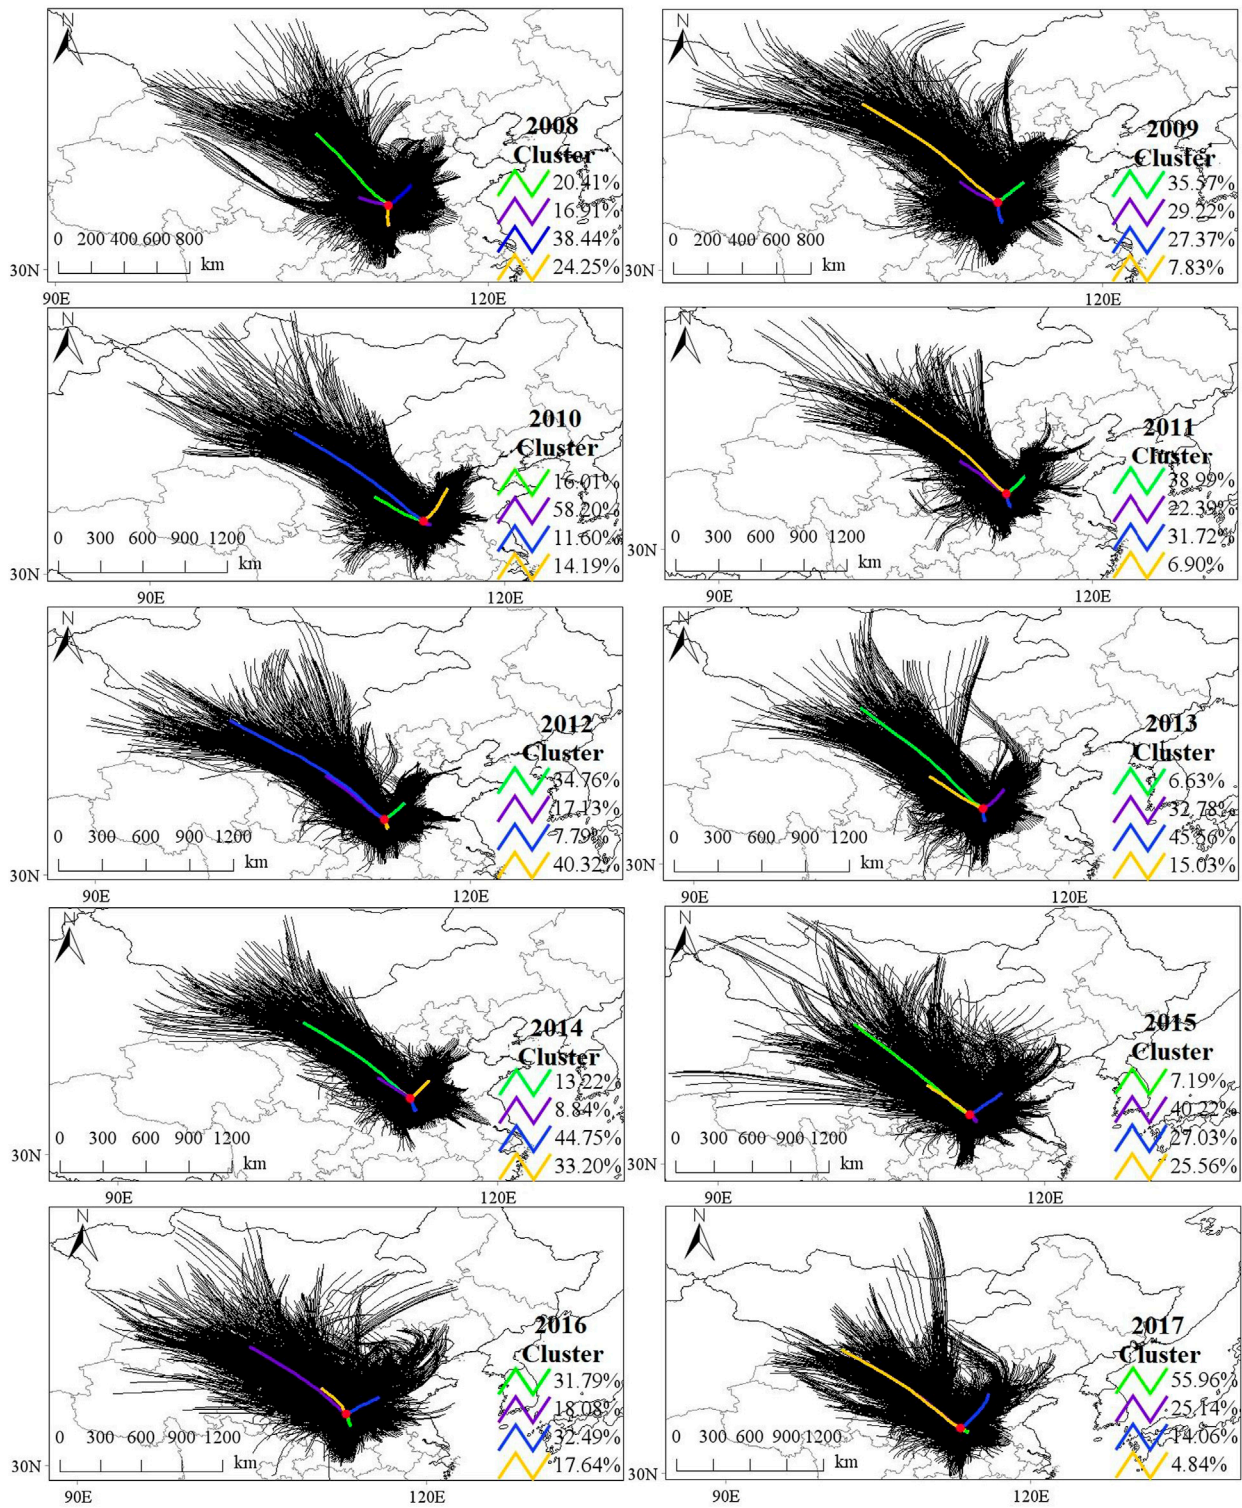 N
2008
Cluster
20.41%
16.91%
38.44%
24.25%
0 200 400 600 800
km
30N
90E 120E
N
2009
Cluster
35.57%
29.22%
27.37%
7.83%
0 200 400 600 800
km
30N
120E
N
2010
Cluster
16.01%
58.20%
11.60%
14.19%
0 300 600 900 1200
km
30N
90E 120E
N
2011
Cluster
38.99%
22.39%
31.72%
6.90%
0 300 600 900 1200
km
30N
90E 120E
N
2012
Cluster
34.76%
17.13%
7.79%
40.32%
0 300 600 900 1200
km
30N
90E 120E
N
2013
Cluster
6.63%
32.78%
45.56%
15.03%
0 300 600 900 1200
km
30N
90E 120E
N
2014
Cluster
13.22%
8.84%
44.75%
33.20%
0 300 600 900 1200
km
30N
90E 120E
N
2015
Cluster
7.19%
40.22%
27.03%
25.56%
0 300 600 900 1200
km
30N
90E 120E
N
2016
Cluster
31.79%
18.08%
32.49%
17.64%
0 300 600 900 1200
km
30N
90E 120E
N
2017
Cluster
55.96%
25.14%
14.06%
4.84%
0 300 600 900 1200
km
30N
90E 120E